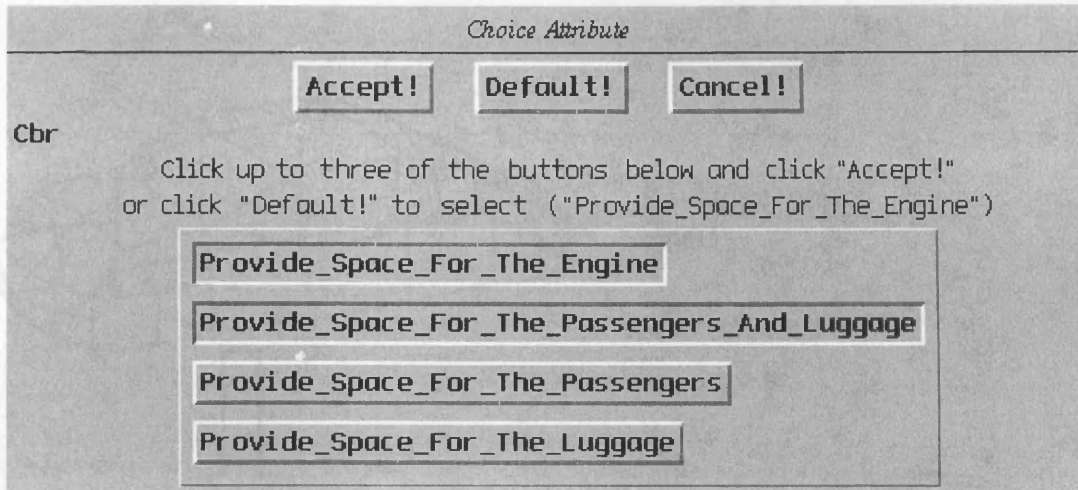 Choice Attribute
Accept! Default! Cancel!
Cbr
Click up to three of the buttons below and click "Accept!"
or click "Default!" to select ("Provide_Space_For_The_Engine")
Provide_Space_For_The_Engine
Provide_Space_For_The_Passengers_And_Luggage
Provide_Space_For_The_Passengers
Provide_Space_For_The_Luggage